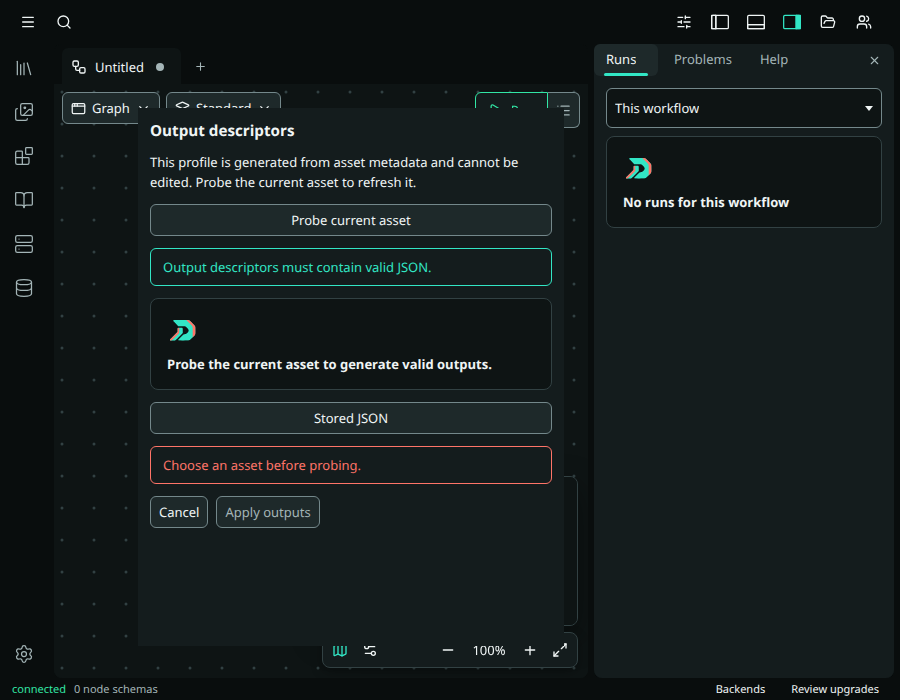 Untitled
Graph
Standard
Output descriptors
This profile is generated from asset metadata and cannot be
edited. Probe the current asset to refresh it.
Probe current asset
Output descriptors must contain valid JSON.
Probe the current asset to generate valid outputs.
Stored JSON
Choose an asset before probing.
Cancel
Apply outputs
100%
Runs
Problems
Help
This workflow
No runs for this workflow
connected
0 node schemas
Backends
Review upgrades